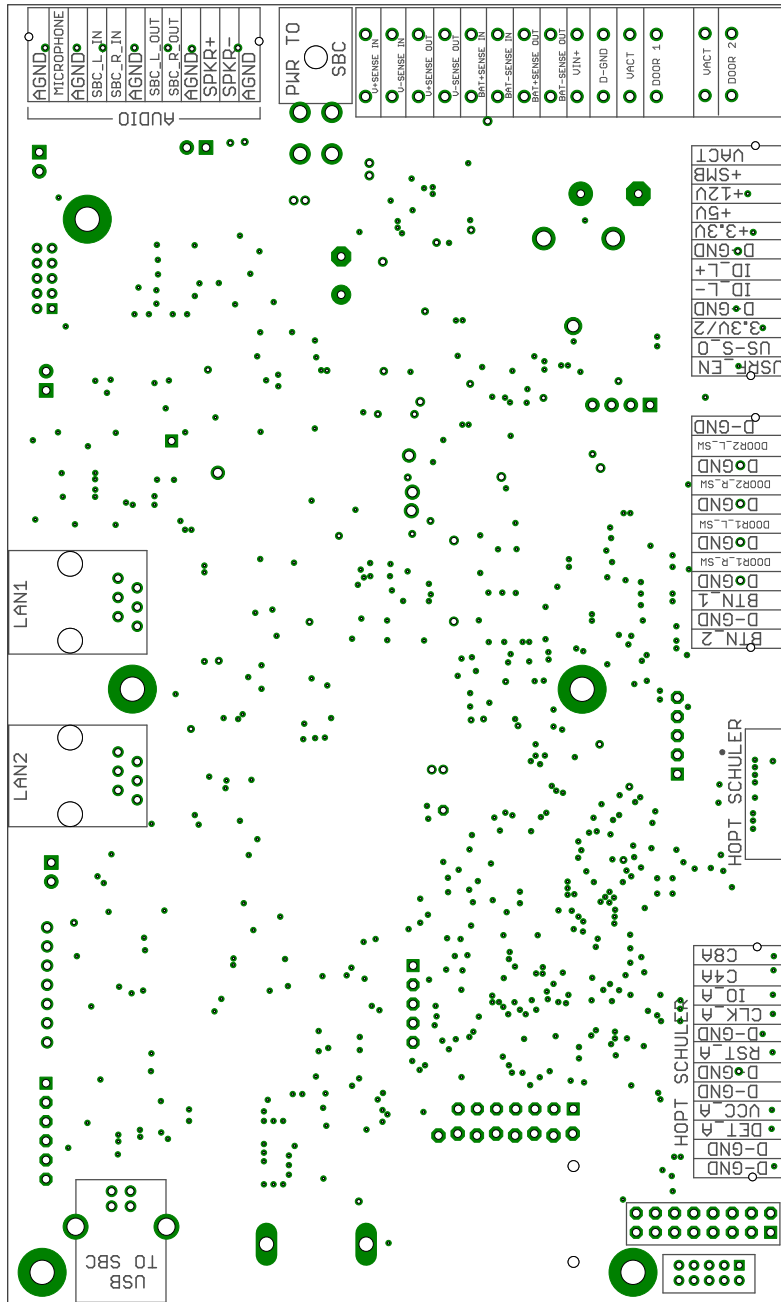 AGND
MICROPHONE
AGND
SBC_L_IN
SBC_R_IN
AGND
SBC_L_OUT
SBC_R_OUT
AGND
SPKR+
SPKR-
AGND
AUDIO
PWR TO
SBC
V+SENSE IN
V-SENSE IN
V+SENSE OUT
V-SENSE OUT
BAT+SENSE IN
BAT-SENSE IN
BAT+SENSE OUT
BAT-SENSE OUT
VIN+
D-GND
VACT
DOOR 1
VACT
DOOR 2
VACT
+SMB
+12V
+5V
+3.3V
D-GND
ID_L+
ID_L-
D-GND
3.3V/2
US-S_O
USRF_EN
D-GND
DOOR2_L_SW
D GND
DOOR2_R_SW
D GND
DOOR1_L_SW
D GND
DOOR1_R_SW
D GND
BTN_1
D-GND
BTN_2
LAN1
LAN2
HOPT SCHULER
C8A
C4A
IO_A
CLK_A
D-GND
RST_A
D-GND
D-GND
VCC_A
DET_A
D-GND
D-GND
HOPT SCHULER
USB
TO SBC